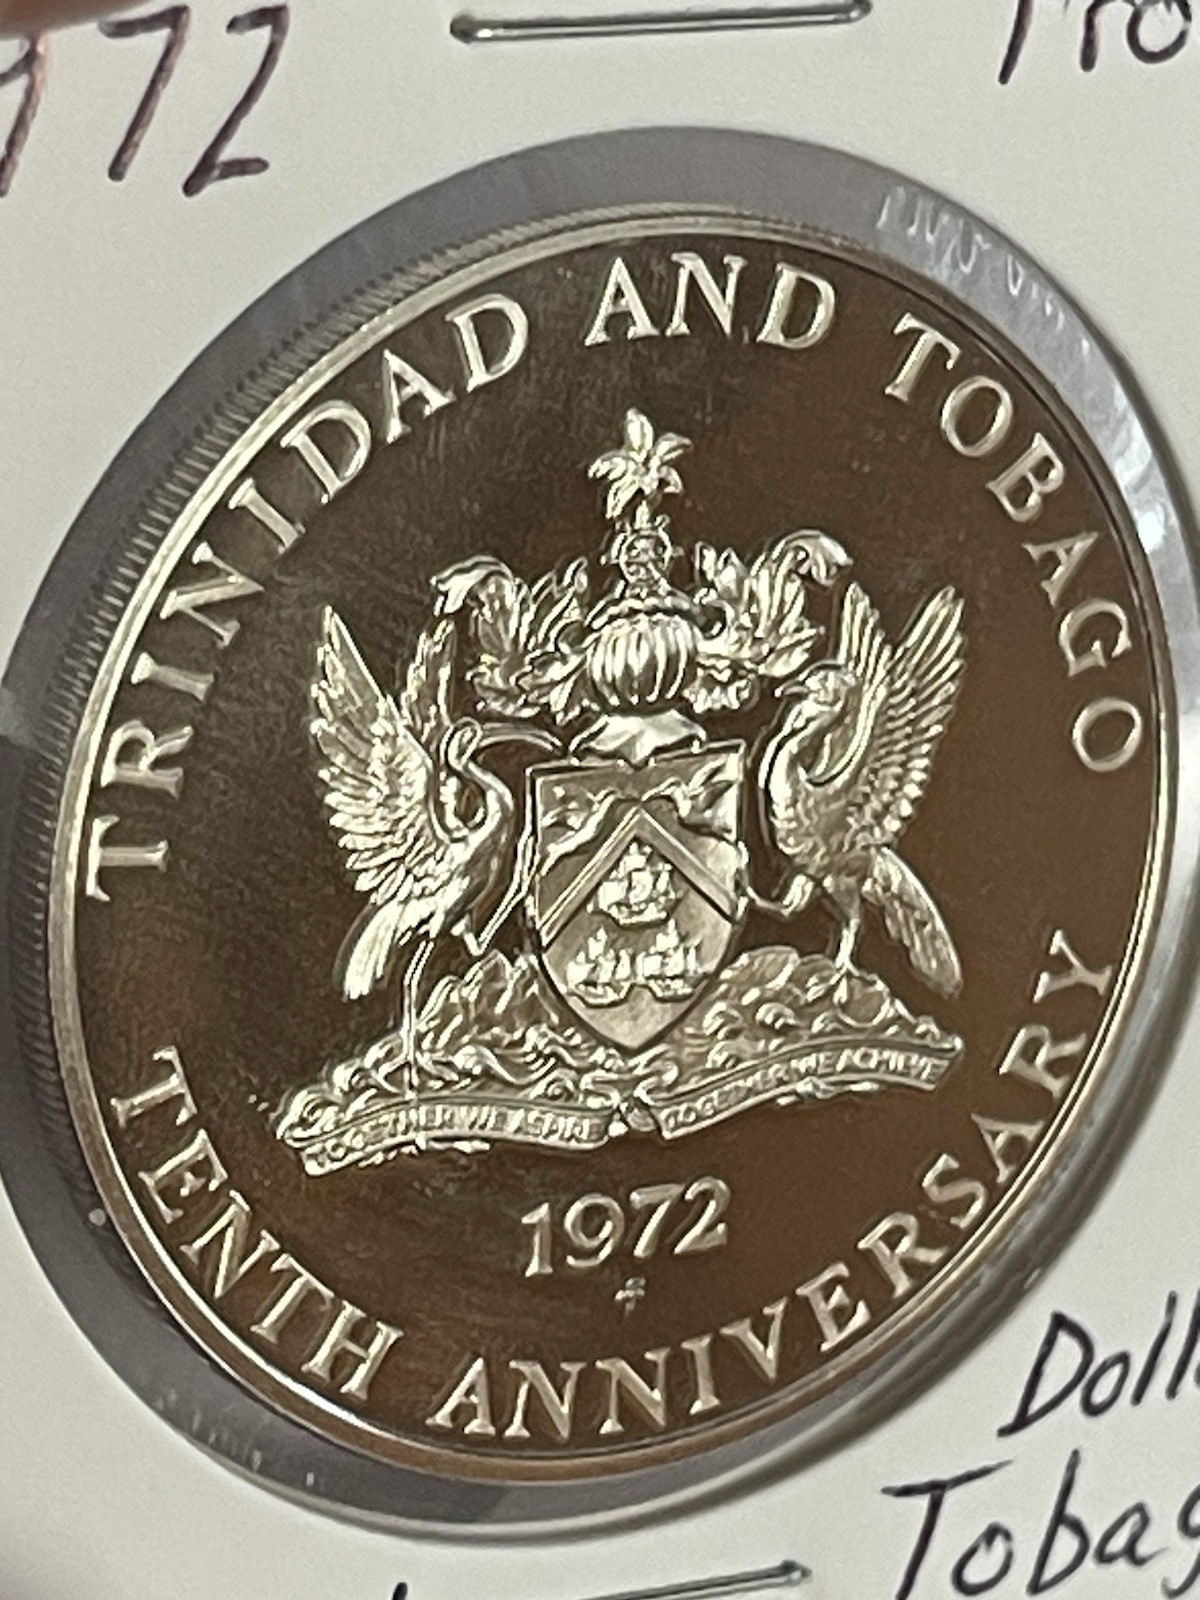 972
Pro
TRINIDAD AND TOBAGO
TOGETHER WE ASPIRE
TOGETHER WE ACHIEVE
1972
TENTH ANNIVERSARY
Doll
Tobag